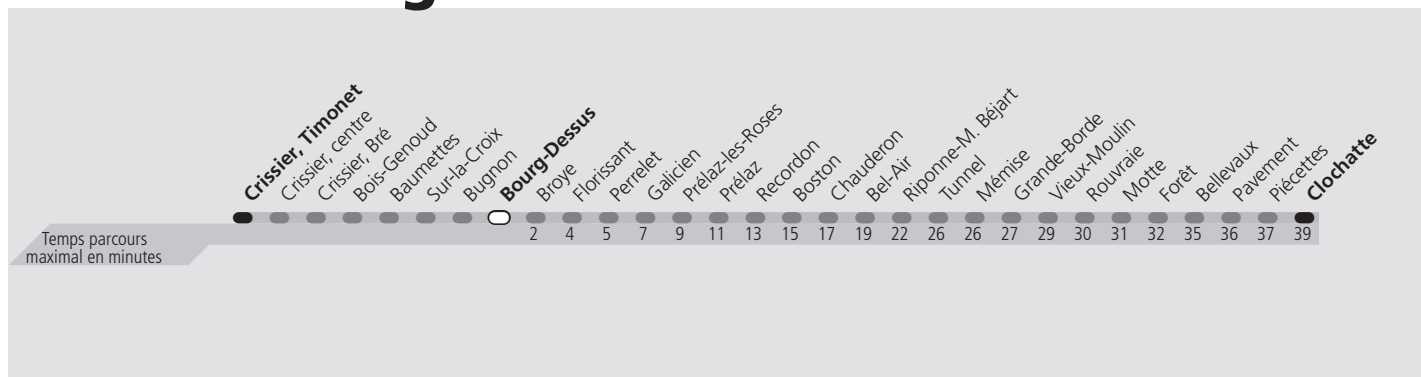 Crissier, Timonet
Crissier, centre
Crissier, Bré
Bois-Genoud
Baumettes
Sur-la-Croix
Bugnon
Bourg-Dessus
Broye
Florissant
Perrelet
Galicien
Prélaz-les-Roses
Prélaz
Recordon
Boston
Chauderon
Bel-Air
Riponne-M. Béjart
Tunnel
Mémise
Grande-Borde
Vieux-Moulin
Rouvraie
Motte
Forêt
Bellevaux
Pavement
Piécettes
Clochatte
2 4 5 7 9 11 13 15 17 19 22 26 26 27 29 30 31 32 35 36 37 39
Temps parcours
maximal en minutes